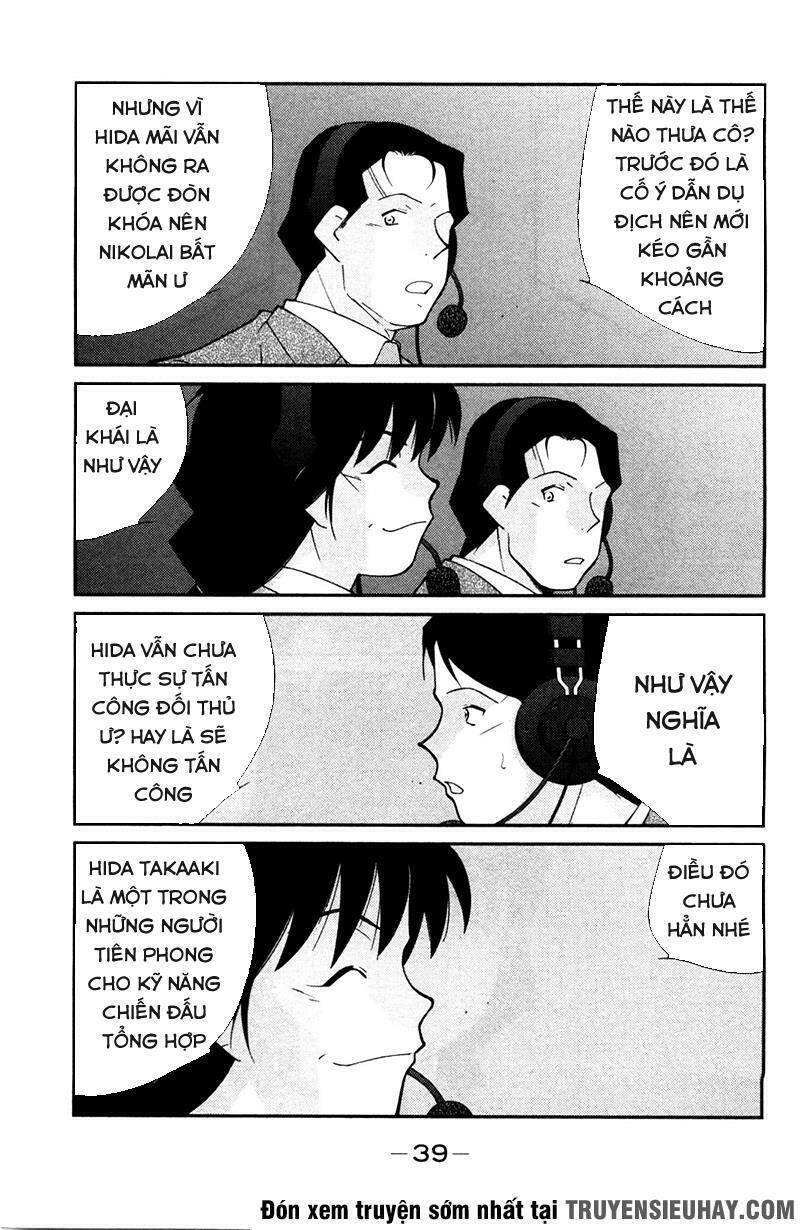 THẾ NÀY LÀ THẾ
NÀO THƯA CÔ?
TRƯỚC ĐÓ LÀ
CỐ Ý DẪN DỤ
ĐỊCH NÊN MỚI
KÉO GẦN
KHOẢNG
CÁCH
NHƯNG VÌ
HIDA MÃI VẪN
KHÔNG RA
ĐƯỢC ĐÒN
KHÓA NÊN
NIKOLAI BẤT
MÃN Ư
ĐẠI
KHÁI LÀ
NHƯ VẬY
NHƯ VẬY
NGHĨA
LÀ
HIDA VẪN CHƯA
THỰC SỰ TẤN
CÔNG ĐỐI THỦ
Ư? HAY LÀ SẼ
KHÔNG TẤN
CÔNG
ĐIỀU ĐÓ
CHƯA
HẲN NHÉ
HIDA TAKAAKI
LÀ MỘT TRONG
NHỮNG NGƯỜI
TIÊN PHONG
CHO KỸ NĂNG
CHIẾN ĐẤU
TỔNG HỢP
—39—
Đón xem truyện sớm nhất tại TRUYENSIEUHAY.COM